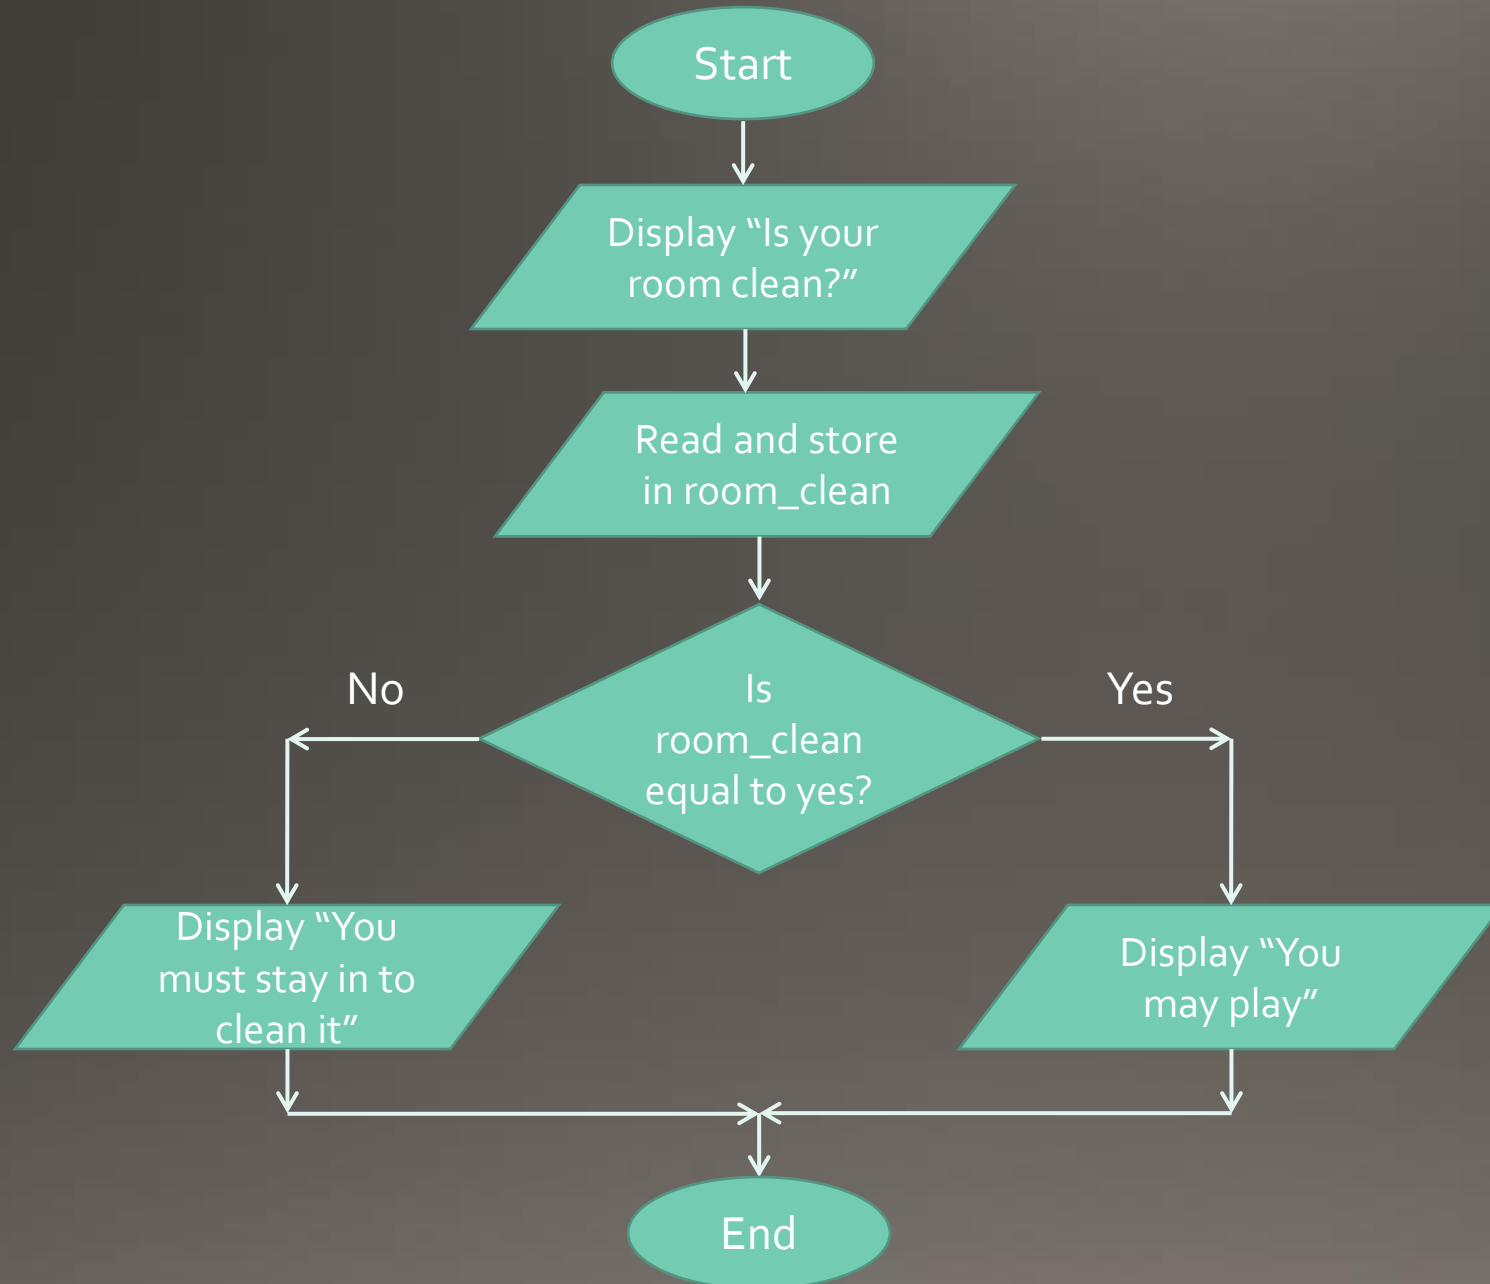 Start
Display “Is your
room clean?”
Read and store
in room_clean
No
Is
room_clean
equal to yes?
Yes
Display “You
must stay in to
clean it”
Display “You
may play”
End